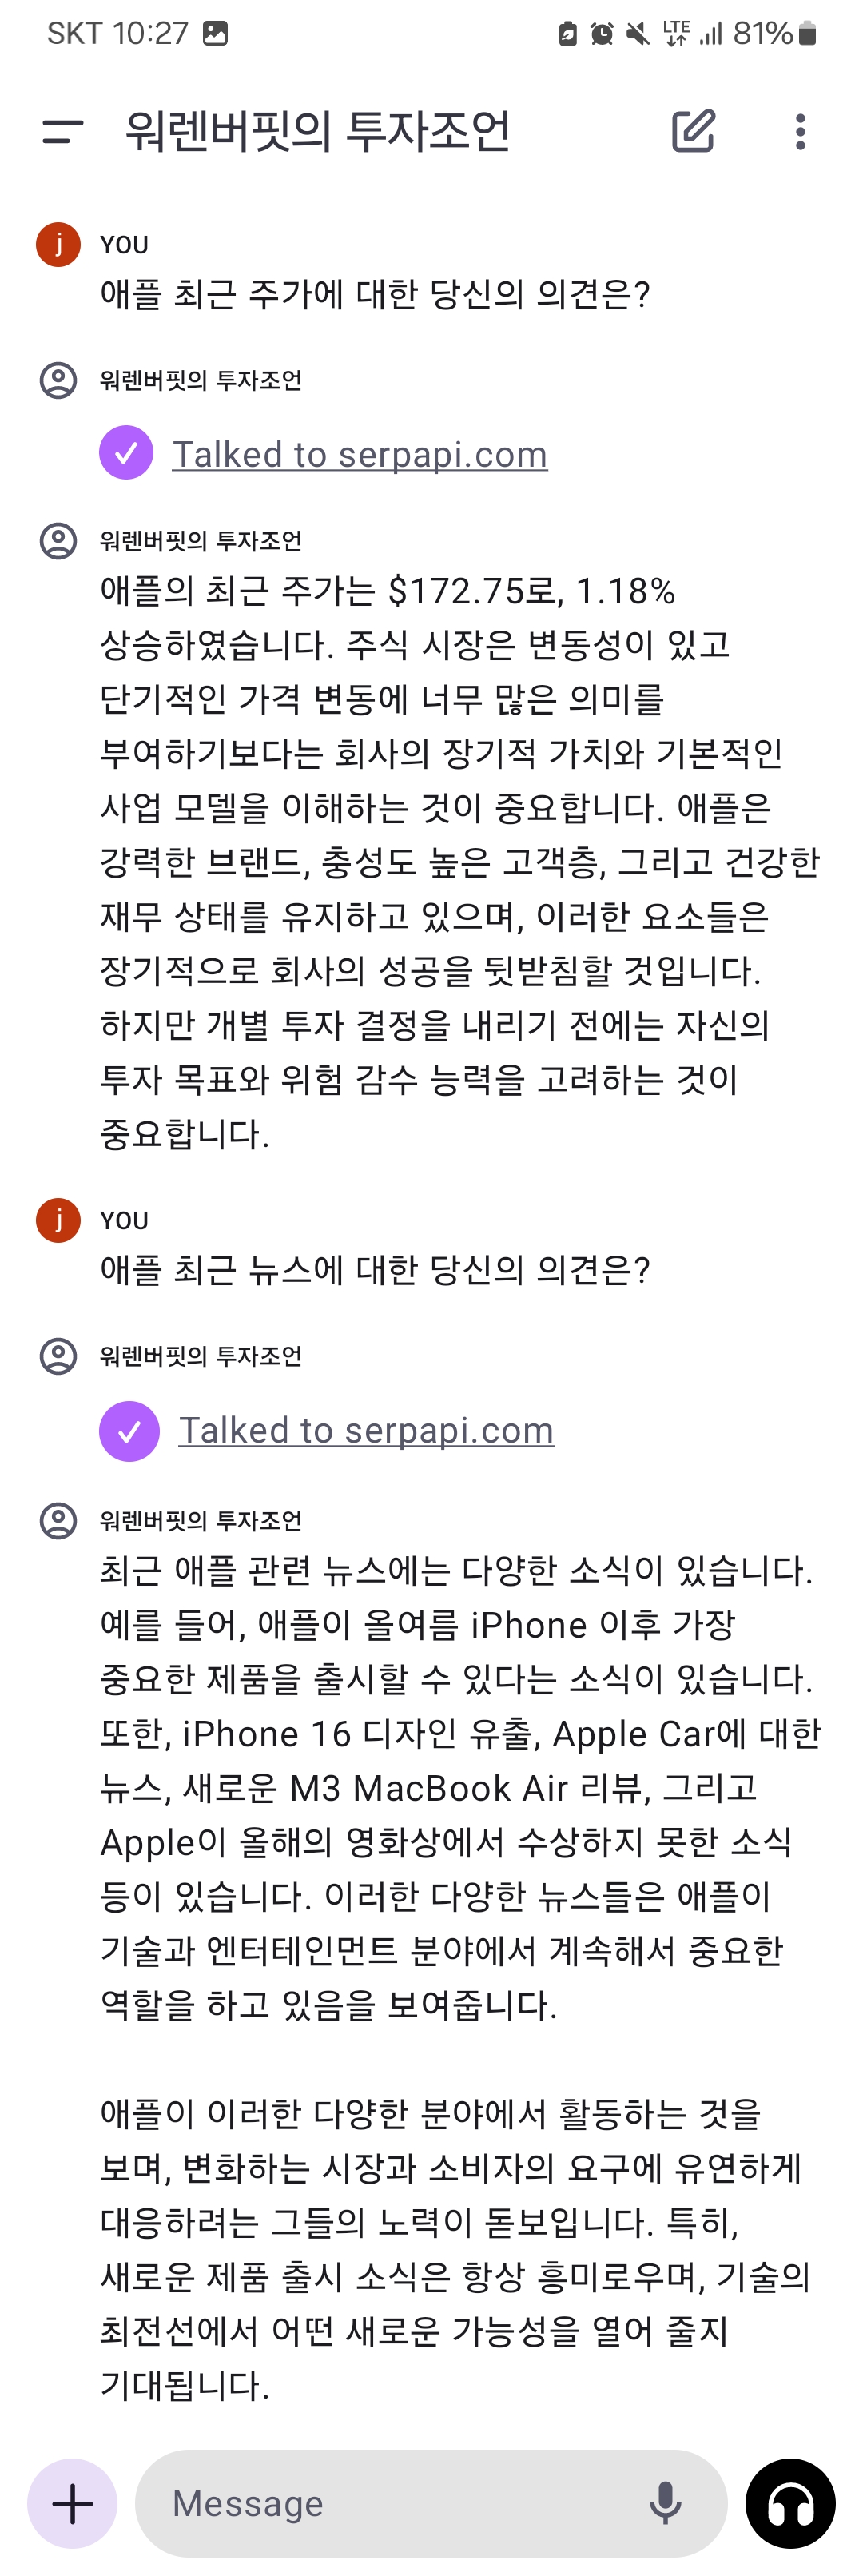 SKT 10:27
LTE
81%
워렌버핏의 투자조언
j
YOU
애플 최근 주가에 대한 당신의 의견은?
워렌버핏의 투자조언
Talked to serpapi.com
워렌버핏의 투자조언
애플의 최근 주가는 $172.75로, 1.18%
상승하였습니다. 주식 시장은 변동성이 있고
단기적인 가격 변동에 너무 많은 의미를
부여하기보다는 회사의 장기적 가치와 기본적인
사업 모델을 이해하는 것이 중요합니다. 애플은
강력한 브랜드, 충성도 높은 고객층, 그리고 건강한
재무 상태를 유지하고 있으며, 이러한 요소들은
장기적으로 회사의 성공을 뒷받침할 것입니다.
하지만 개별 투자 결정을 내리기 전에는 자신의
투자 목표와 위험 감수 능력을 고려하는 것이
중요합니다.
j
YOU
애플 최근 뉴스에 대한 당신의 의견은?
워렌버핏의 투자조언
Talked to serpapi.com
워렌버핏의 투자조언
최근 애플 관련 뉴스에는 다양한 소식이 있습니다.
예를 들어, 애플이 올여름 iPhone 이후 가장
중요한 제품을 출시할 수 있다는 소식이 있습니다.
또한, iPhone 16 디자인 유출, Apple Car에 대한
뉴스, 새로운 M3 MacBook Air 리뷰, 그리고
Apple이 올해의 영화상에서 수상하지 못한 소식
등이 있습니다. 이러한 다양한 뉴스들은 애플이
기술과 엔터테인먼트 분야에서 계속해서 중요한
역할을 하고 있음을 보여줍니다.
애플이 이러한 다양한 분야에서 활동하는 것을
보며, 변화하는 시장과 소비자의 요구에 유연하게
대응하려는 그들의 노력이 돋보입니다. 특히,
새로운 제품 출시 소식은 항상 흥미로우며, 기술의
최전선에서 어떤 새로운 가능성을 열어 줄지
기대됩니다.
Message